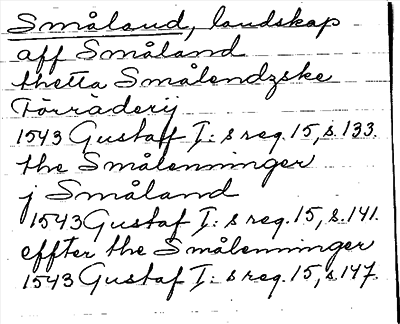 Småland, landskap
aff Småland
thetta Smålendzske
Förräderij
1543 Gustaf I:s reg. 15, s. 133.
the Smålenninger
j Småland
1543 Gustaf I:s reg. 15, s. 141.
effter the Smålenninger
1543 Gustaf I:s reg. 15, s. 147.